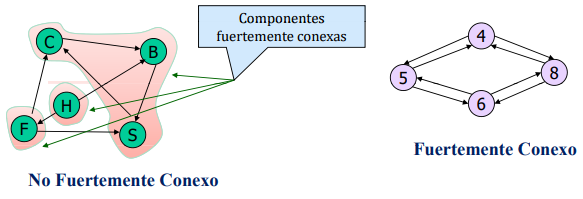 Componentes
fuertemente conexas
C
B
H
F
S
No Fuertemente Conexo
4
5
8
6
Fuertemente Conexo